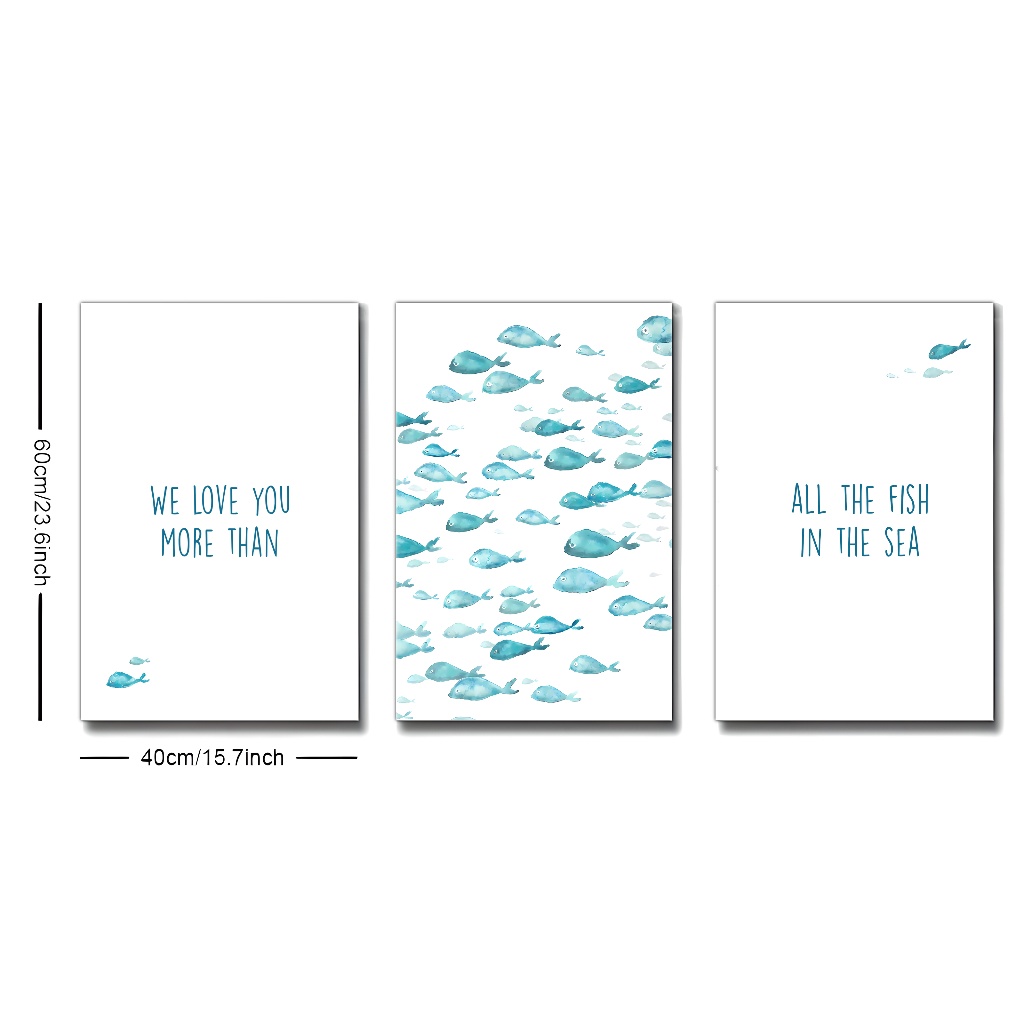 WE LOVE YOU
MORE THAN
ALL THE FISH
IN THE SEA
60cm/23.6inch
40cm/15.7inch